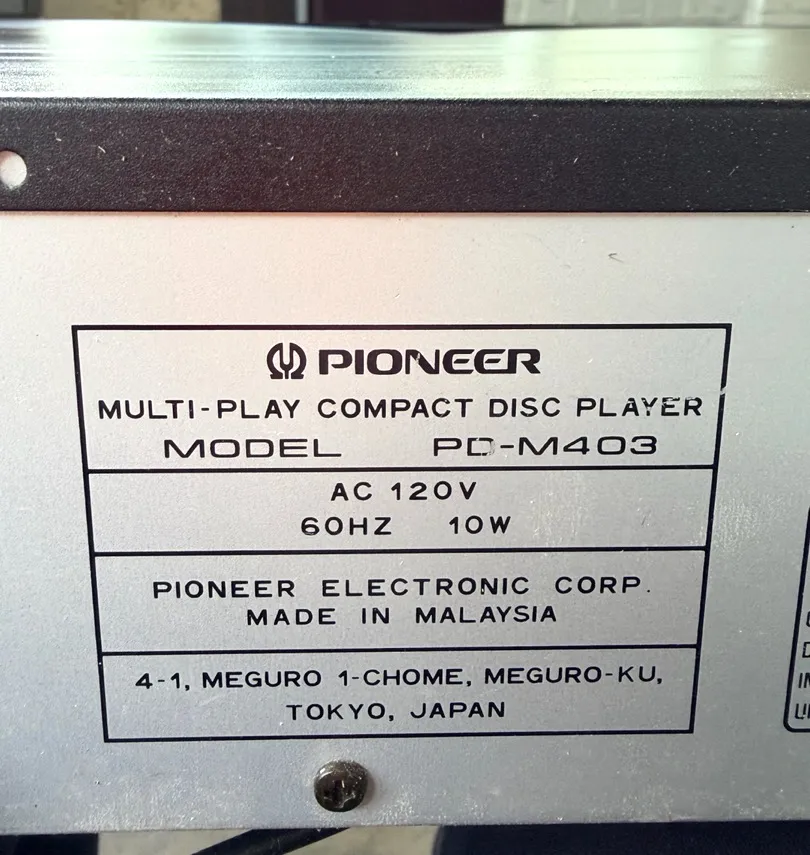 PIONEER
MULTI-PLAY COMPACT DISC PLAYER
MODEL PD-M403
AC 120V
60HZ 10W
PIONEER ELECTRONIC CORP.
MADE IN MALAYSIA
4-1, MEGURO 1-CHOME, MEGURO-KU,
TOKYO, JAPAN